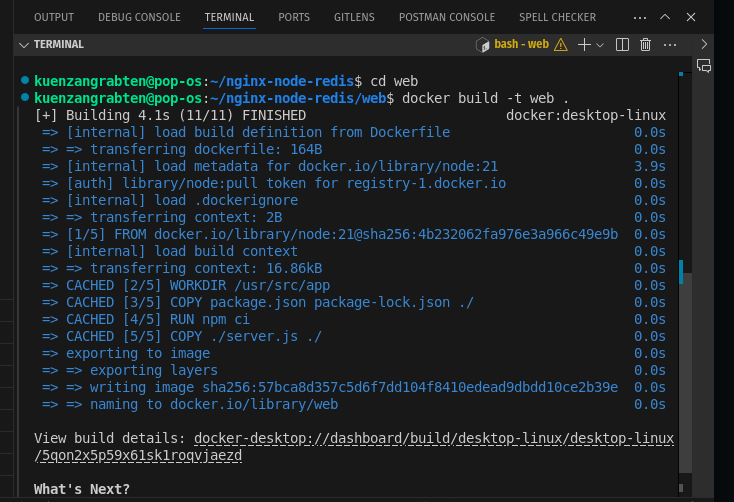 OUTPUT DEBUG CONSOLE TERMINAL PORTS GITLENS POSTMAN CONSOLE SPELL CHECKER ...
TERMINAL bash - web ...
kuenzangrabten@pop-os:~/nginx-node-redis$ cd web
kuenzangrabten@pop-os:~/nginx-node-redis/web$ docker build -t web .
[+] Building 4.1s (11/11) FINISHED docker:desktop-linux
=> [internal] load build definition from Dockerfile 0.0s
=> => transferring dockerfile: 164B 0.0s
=> [internal] load metadata for docker.io/library/node:21 3.9s
=> [auth] library/node:pull token for registry-1.docker.io 0.0s
=> [internal] load .dockerignore 0.0s
=> => transferring context: 2B 0.0s
=> [1/5] FROM docker.io/library/node:21@sha256:4b232062fa976e3a966c49e9b 0.0s
=> [internal] load build context 0.0s
=> => transferring context: 16.86kB 0.0s
=> CACHED [2/5] WORKDIR /usr/src/app 0.0s
=> CACHED [3/5] COPY package.json package-lock.json ./ 0.0s
=> CACHED [4/5] RUN npm ci 0.0s
=> CACHED [5/5] COPY ./server.js ./ 0.0s
=> exporting to image 0.0s
=> => exporting layers 0.0s
=> => writing image sha256:57bca8d357c5d6f7dd104f8410edead9dbdd10ce2b39e 0.0s
=> => naming to docker.io/library/web 0.0s
View build details: docker-desktop://dashboard/build/desktop-linux/desktop-linux
/5qon2x5p59x61sk1roqvjaezd
What's Next?